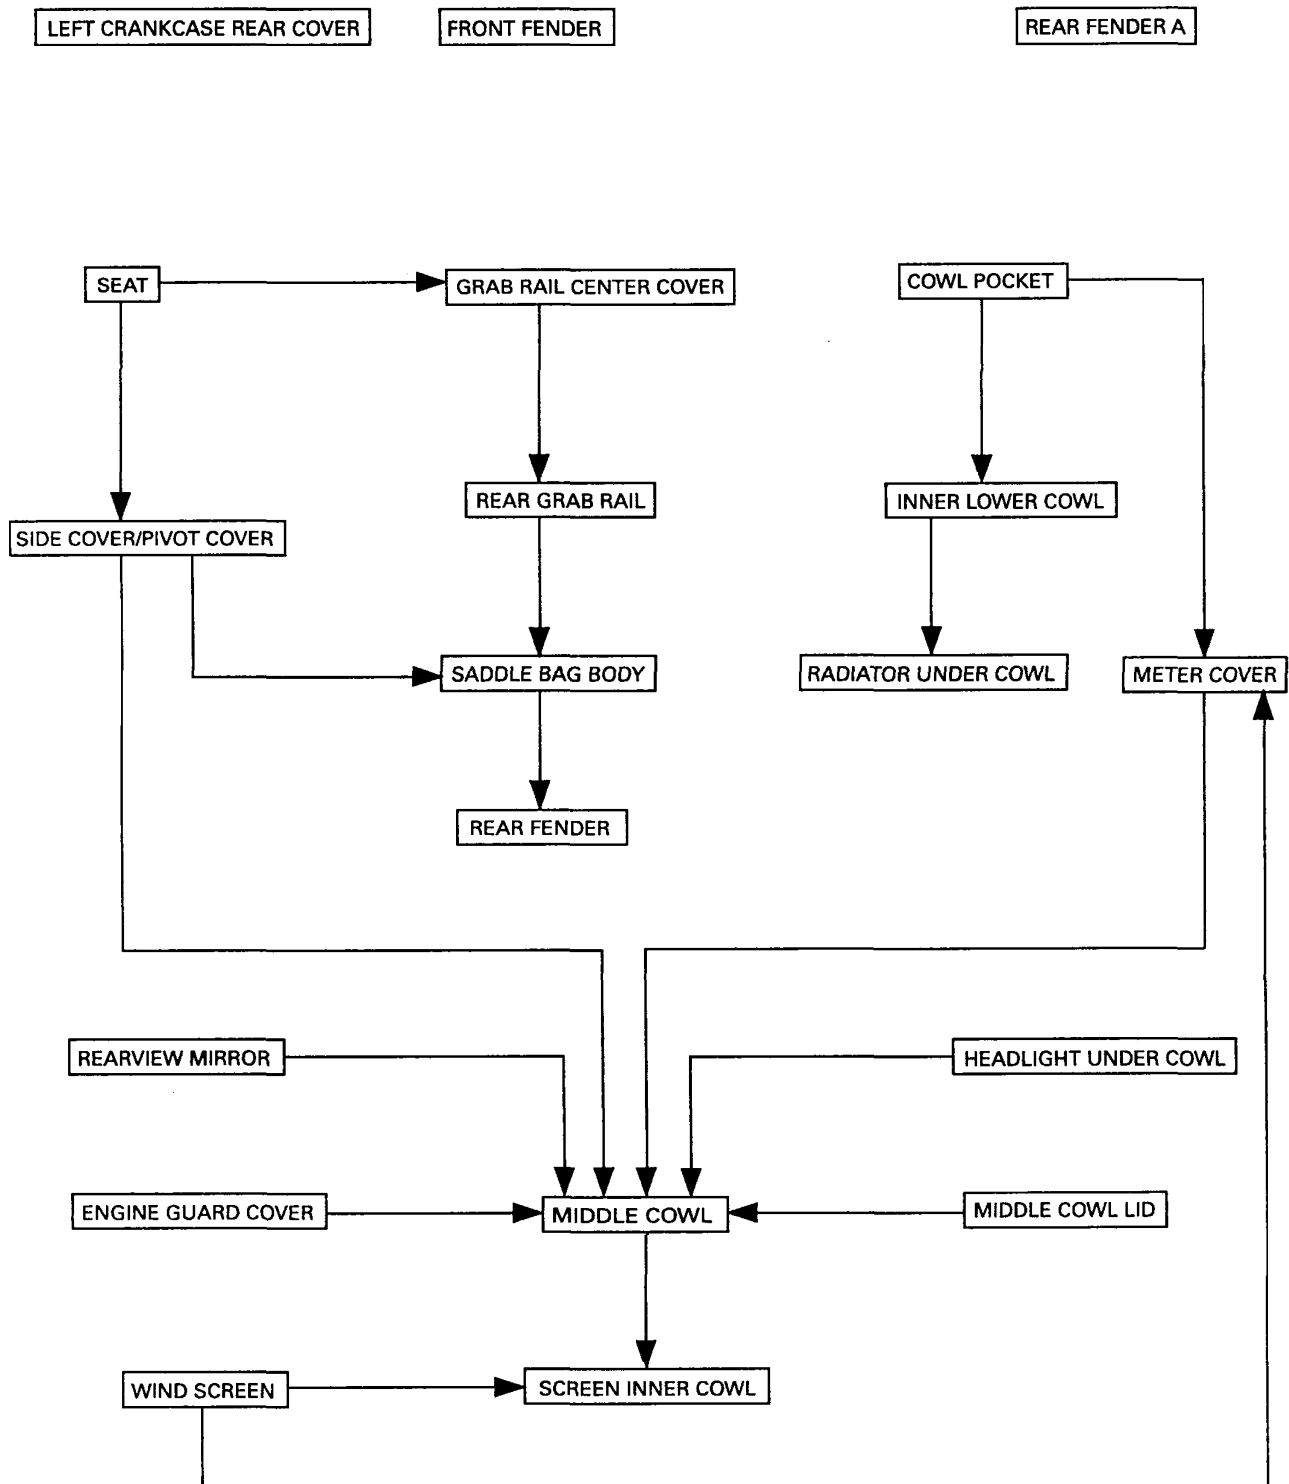 LEFT CRANKCASE REAR COVER
FRONT FENDER
REAR FENDER A
SEAT
GRAB RAIL CENTER COVER
COWL POCKET
REAR GRAB RAIL
INNER LOWER COWL
SIDE COVER/PIVOT COVER
SADDLE BAG BODY
RADIATOR UNDER COWL
METER COVER
REAR FENDER
REARVIEW MIRROR
HEADLIGHT UNDER COWL
ENGINE GUARD COVER
MIDDLE COWL
MIDDLE COWL LID
WIND SCREEN
SCREEN INNER COWL